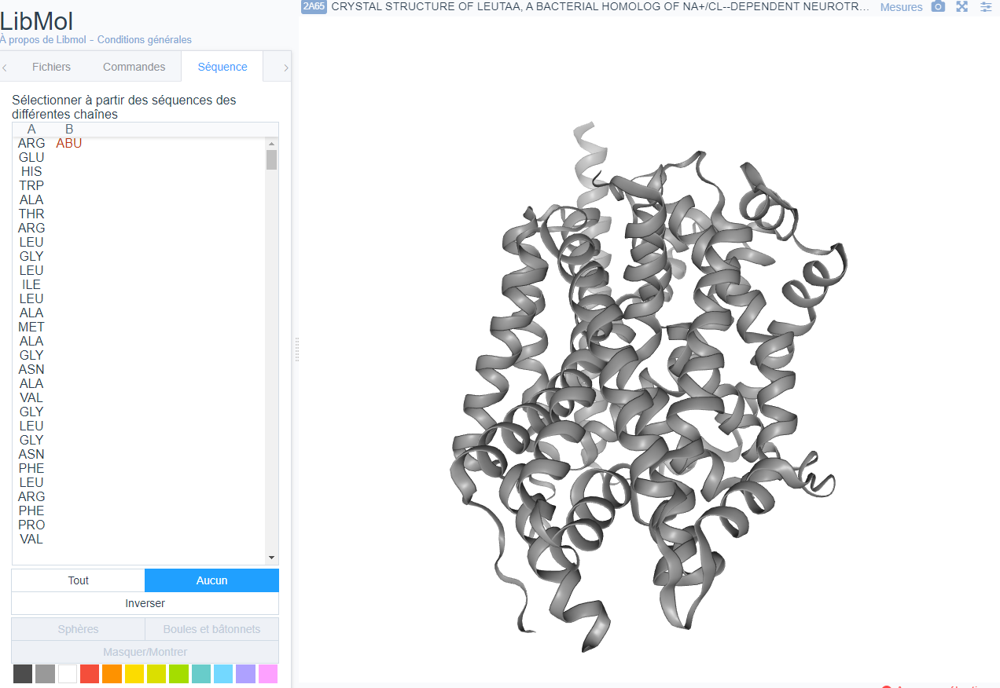 LibMol
À propos de Libmol - Conditions générales
2A65 CRYSTAL STRUCTURE OF LEUTAA, A BACTERIAL HOMOLOG OF NA+/CL--DEPENDENT NEUROTR... Mesures
Fichiers Commandes Séquence
Sélectionner à partir des séquences des
différentes chaînes
A B
ARG ABU
GLU
HIS
TRP
ALA
THR
ARG
LEU
GLY
LEU
ILE
LEU
ALA
MET
ALA
GLY
ASN
ALA
VAL
GLY
LEU
GLY
ASN
PHE
LEU
ARG
PHE
PRO
VAL
Tout Aucun
Inverser
Sphères Boules et bâtonnets
Masquer/Montrer